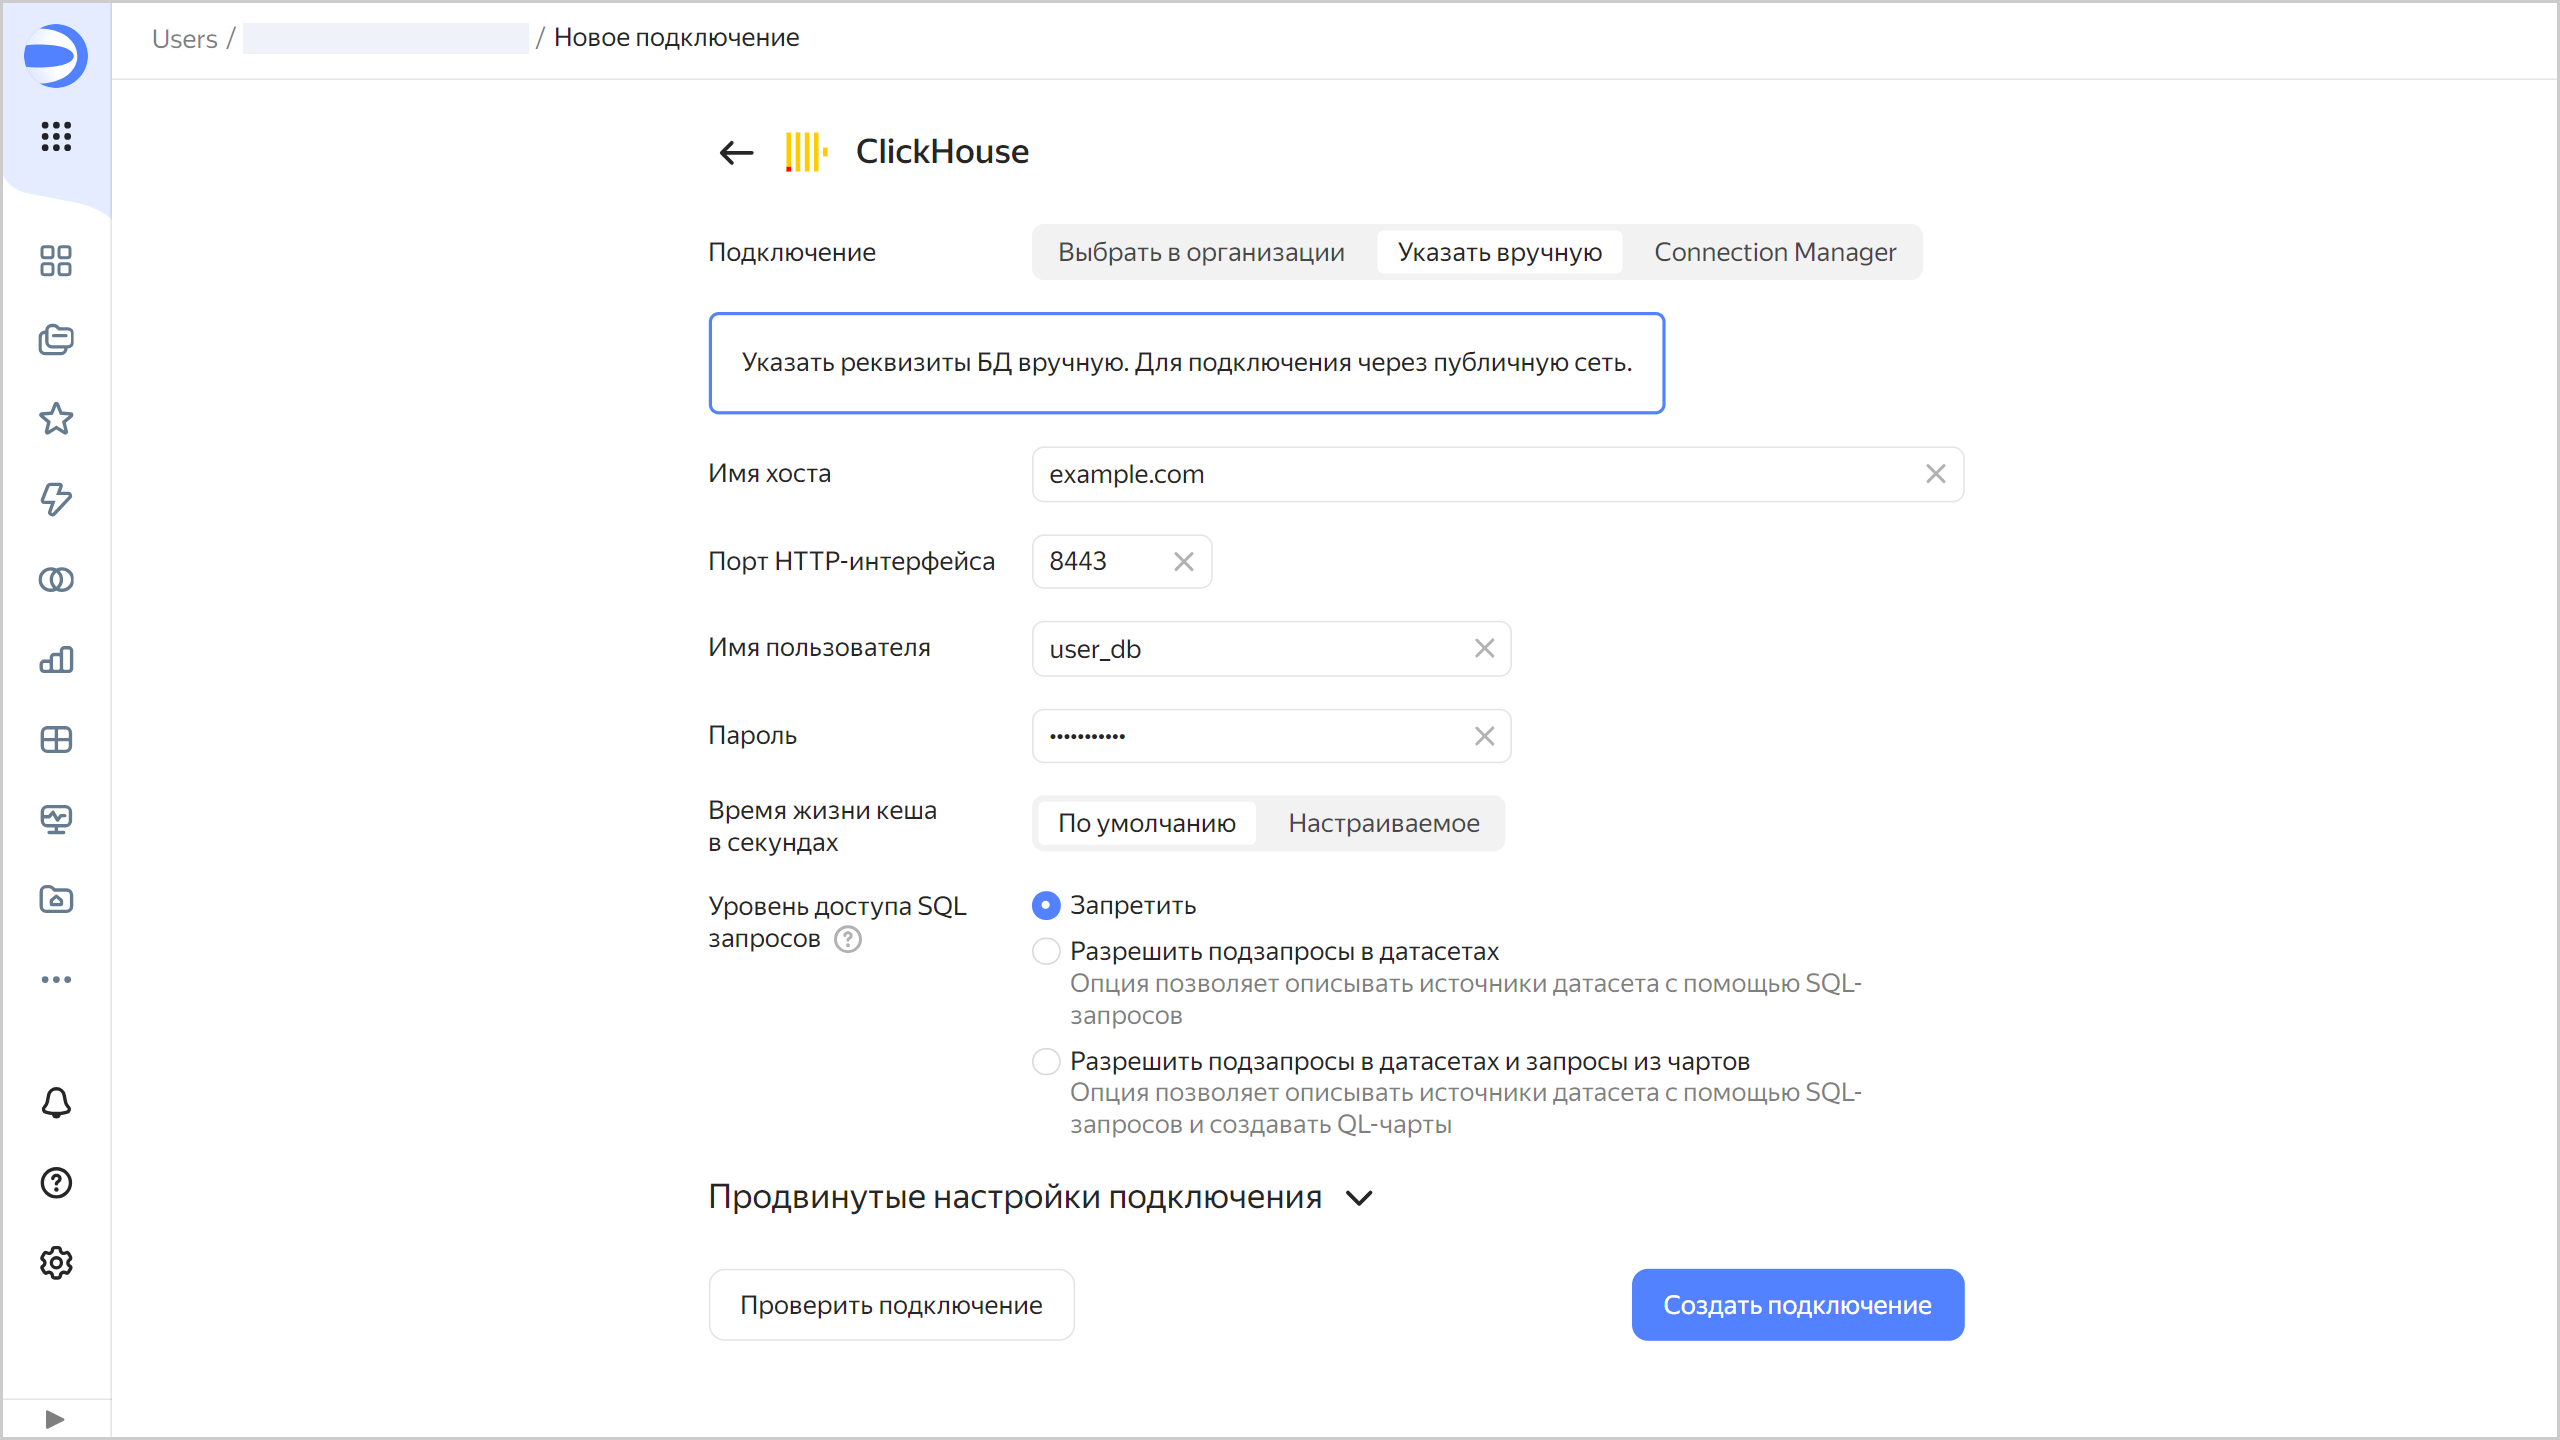 Users / / Новое подключение
ClickHouse
Подключение Выбрать в организации Указать вручную Connection Manager
Указать реквизиты БД вручную. Для подключения через публичную сеть.
Имя хоста example.com
Порт HTTP-интерфейса 8443
Имя пользователя user_db
Пароль •••••••••••
Время жизни кеша
в секундах
По умолчанию Настраиваемое
Уровень доступа SQL
запросов
Запретить
Разрешить подзапросы в датасетах
Опция позволяет описывать источники датасета с помощью SQL-
запросов
Разрешить подзапросы в датасетах и запросы из чартов
Опция позволяет описывать источники датасета с помощью SQL-
запросов и создавать QL-чарты
Продвинутые настройки подключения
Проверить подключение Создать подключение